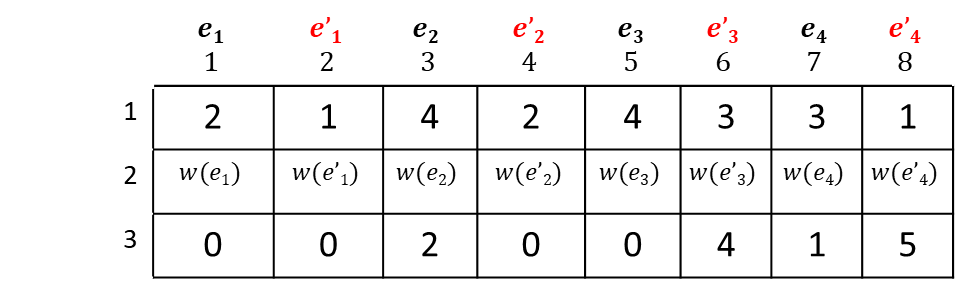 e₁ e’₁ e₂ e’₂ e₃ e’₃ e₄ e’₄
1 2 3 4 5 6 7 8
1 2 1 4 2 4 3 3 1
2 w(e₁) w(e’₁) w(e₂) w(e’₂) w(e₃) w(e’₃) w(e₄) w(e’₄)
3 0 0 2 0 0 4 1 5